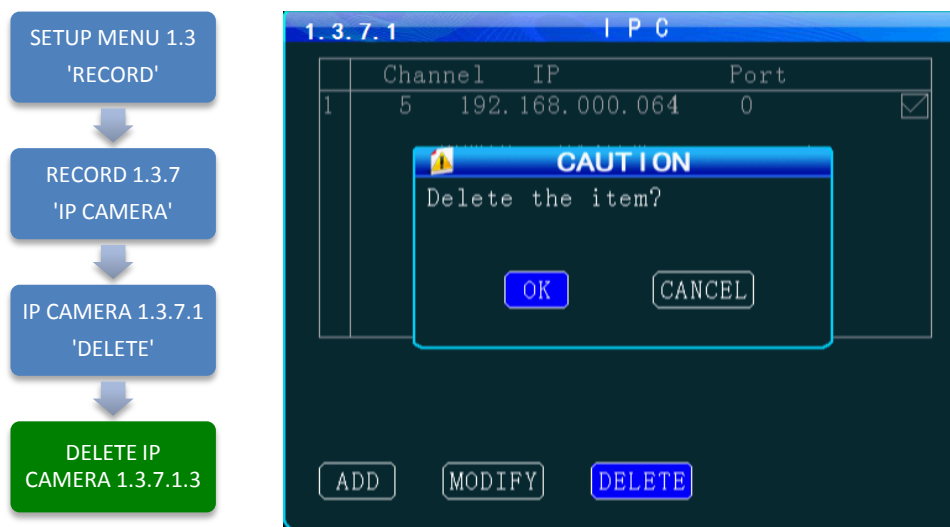 SETUP MENU 1.3
'RECORD'
RECORD 1.3.7
'IP CAMERA'
IP CAMERA 1.3.7.1
'DELETE'
DELETE IP
CAMERA 1.3.7.1.3
1.3.7.1 IPC
Channel IP Port
1 5 192.168.000.064 0
CAUTION
Delete the item?
OK CANCEL
ADD MODIFY DELETE